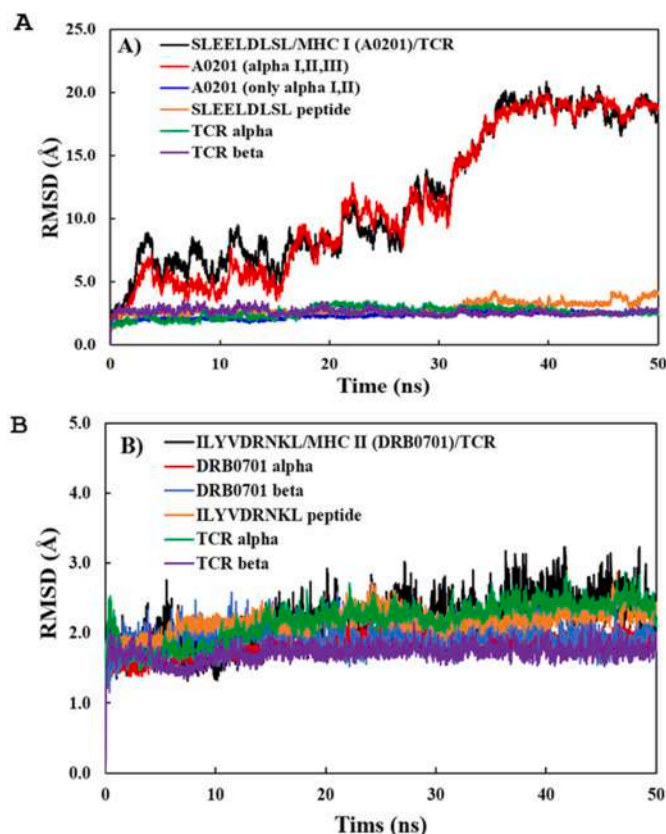 A
A)
SLEELDLSL/MHC I (A0201)/TCR
A0201 (alpha I,II,III)
A0201 (only alpha I,II)
SLEELDLSL peptide
TCR alpha
TCR beta
25.0
20.0
15.0
10.0
5.0
0.0
RMSD (Å)
0 10 20 30 40 50
Time (ns)
B
B)
ILYVDRNKL/MHC II (DRB0701)/TCR
DRB0701 alpha
DRB0701 beta
ILYVDRNKL peptide
TCR alpha
TCR beta
5.0
4.0
3.0
2.0
1.0
0.0
RMSD (Å)
0 10 20 30 40 50
Tims (ns)